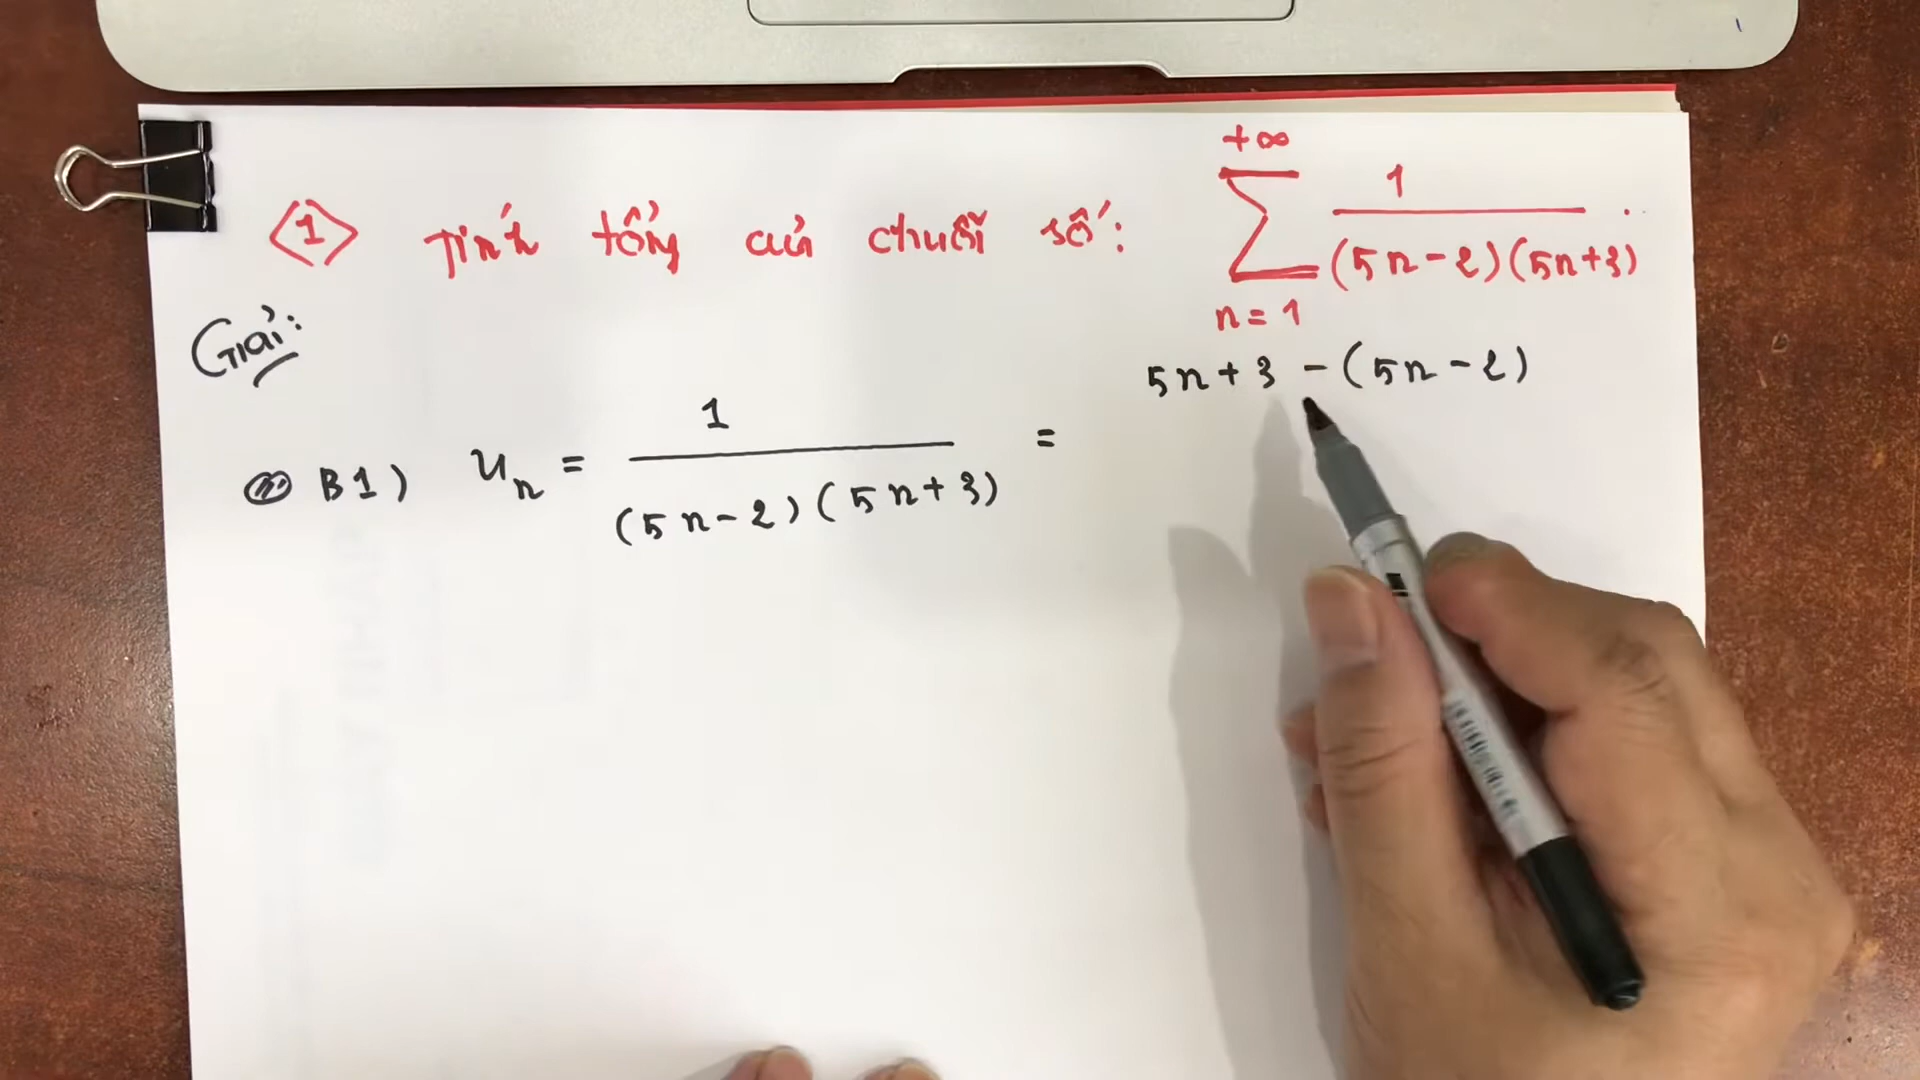 1 Tính tổng của chuỗi số: +∞ ∑ n=1 1/((5n-2)(5n+3)).
Giải:
B1) uₙ = 1/((5n-2)(5n+3)) = 5n+3 -(5n-2)